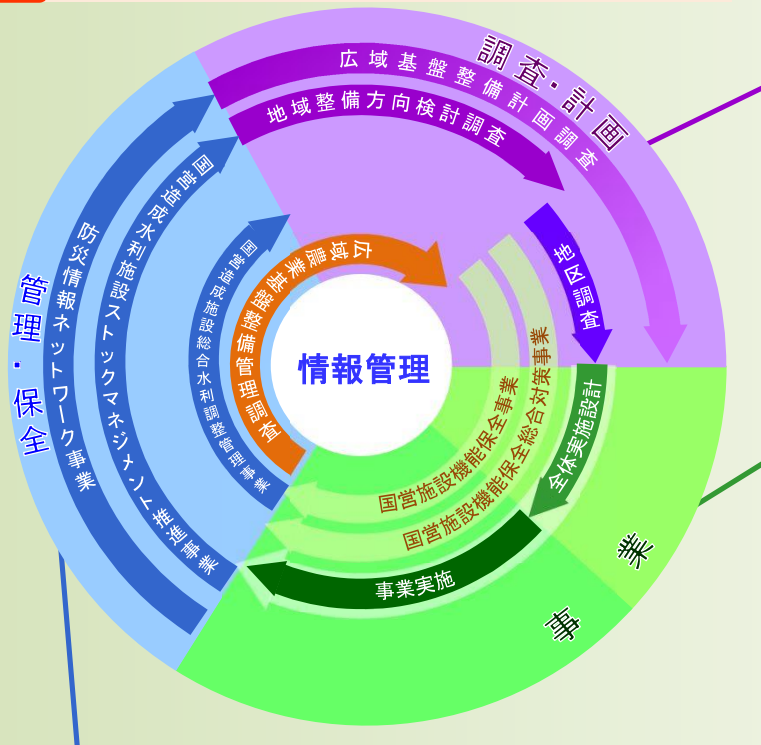 調査・計画
広域基盤整備計画調査
地域整備方向検討調査
地区調査
全体実施設計
事業
事業実施
国営施設機能保全総合対策事業
国営施設機能保全事業
情報管理
広域農業基盤整備管理調査
国営造成施設総合水利調整管理事業
国営造成水利施設ストックマネジメント推進事業
防災情報ネットワーク事業
管理・保全